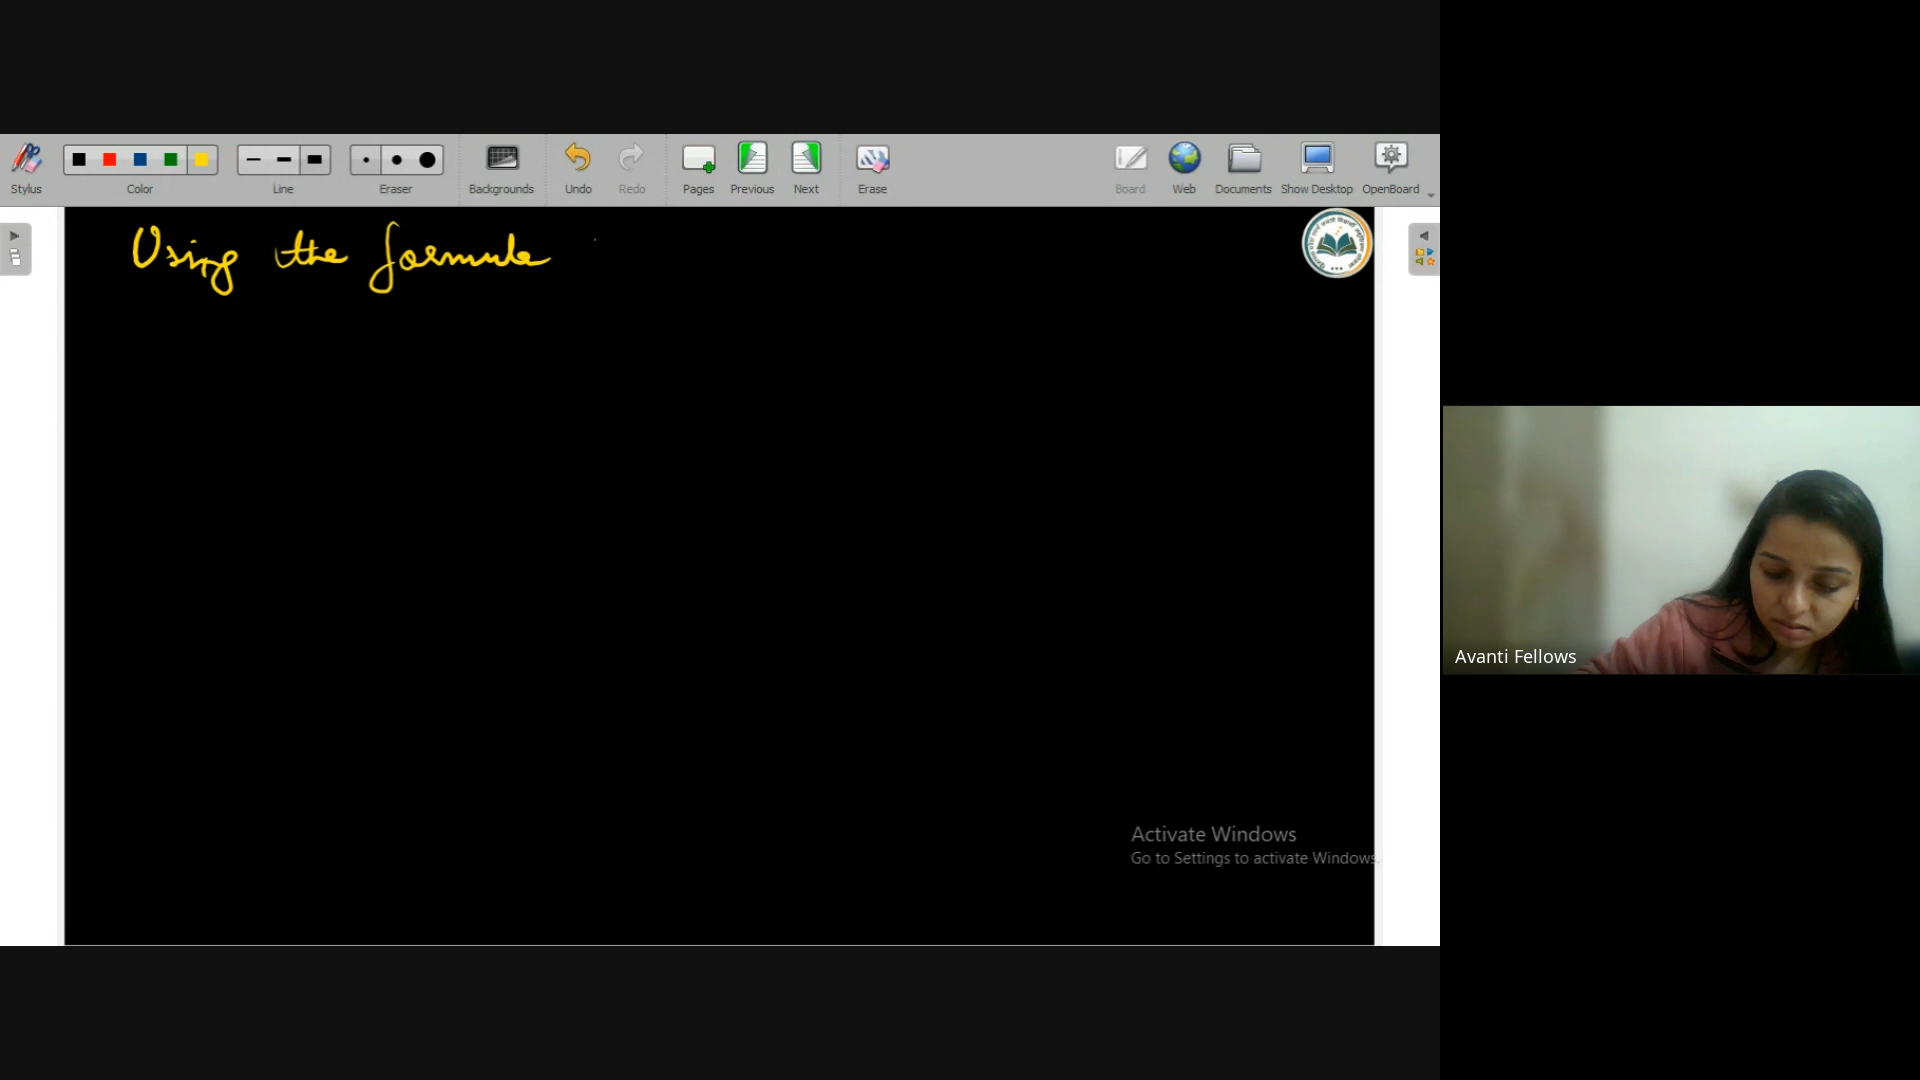 Stylus
Color
Line
Eraser
Backgrounds
Undo
Redo
Pages
Previous
Next
Erase
Board
Web
Documents
Show Desktop
OpenBoard
Using the formula
Activate Windows
Go to Settings to activate Windows.
Avanti Fellows